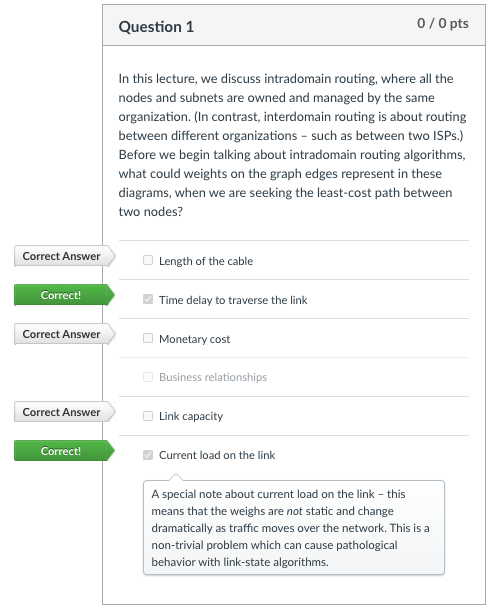 Question 1
0 / 0 pts
In this lecture, we discuss intradomain routing, where all the
nodes and subnets are owned and managed by the same
organization. (In contrast, interdomain routing is about routing
between different organizations – such as between two ISPs.)
Before we begin talking about intradomain routing algorithms,
what could weights on the graph edges represent in these
diagrams, when we are seeking the least-cost path between
two nodes?
Correct Answer
Length of the cable
Correct!
Time delay to traverse the link
Correct Answer
Monetary cost
Business relationships
Correct Answer
Link capacity
Correct!
Current load on the link
A special note about current load on the link – this
means that the weighs are not static and change
dramatically as traffic moves over the network. This is a
non-trivial problem which can cause pathological
behavior with link-state algorithms.